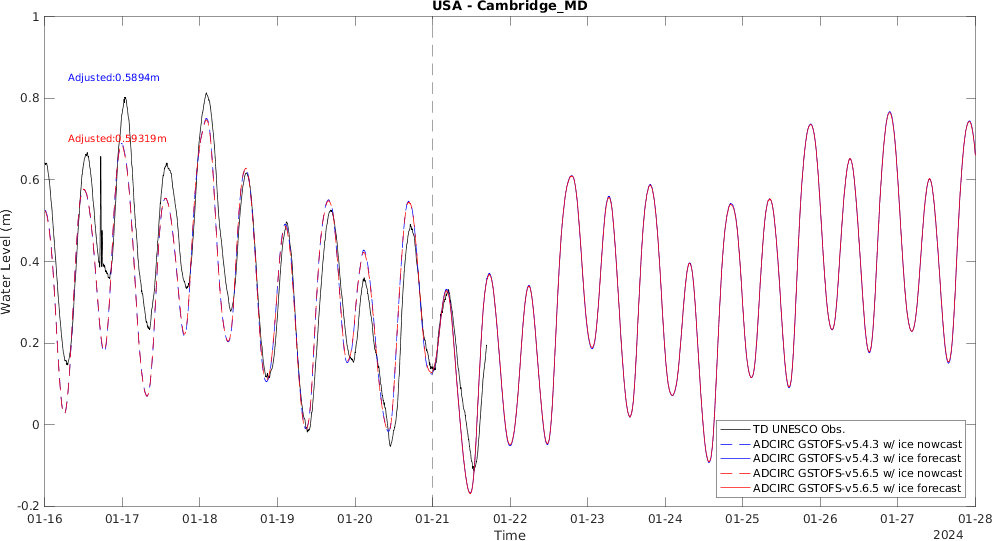 USA - Cambridge_MD
1
0.8
0.6
0.4
0.2
0
-0.2
Water Level (m)
Adjusted:0.5894m
Adjusted:0.59319m
TD UNESCO Obs.
ADCIRC GSTOFS-v5.4.3 w/ ice nowcast
ADCIRC GSTOFS-v5.4.3 w/ ice forecast
ADCIRC GSTOFS-v5.6.5 w/ ice nowcast
ADCIRC GSTOFS-v5.6.5 w/ ice forecast
01-16 01-17 01-18 01-19 01-20 01-21 01-22 01-23 01-24 01-25 01-26 01-27 01-28
Time
2024